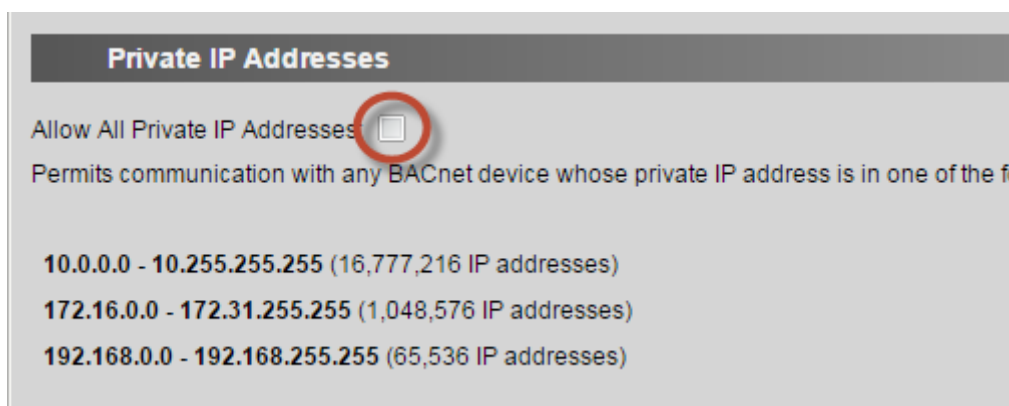 Private IP Addresses
Allow All Private IP Addresses
Permits communication with any BACnet device whose private IP address is in one of the
10.0.0.0 - 10.255.255.255 (16,777,216 IP addresses)
172.16.0.0 - 172.31.255.255 (1,048,576 IP addresses)
192.168.0.0 - 192.168.255.255 (65,536 IP addresses)